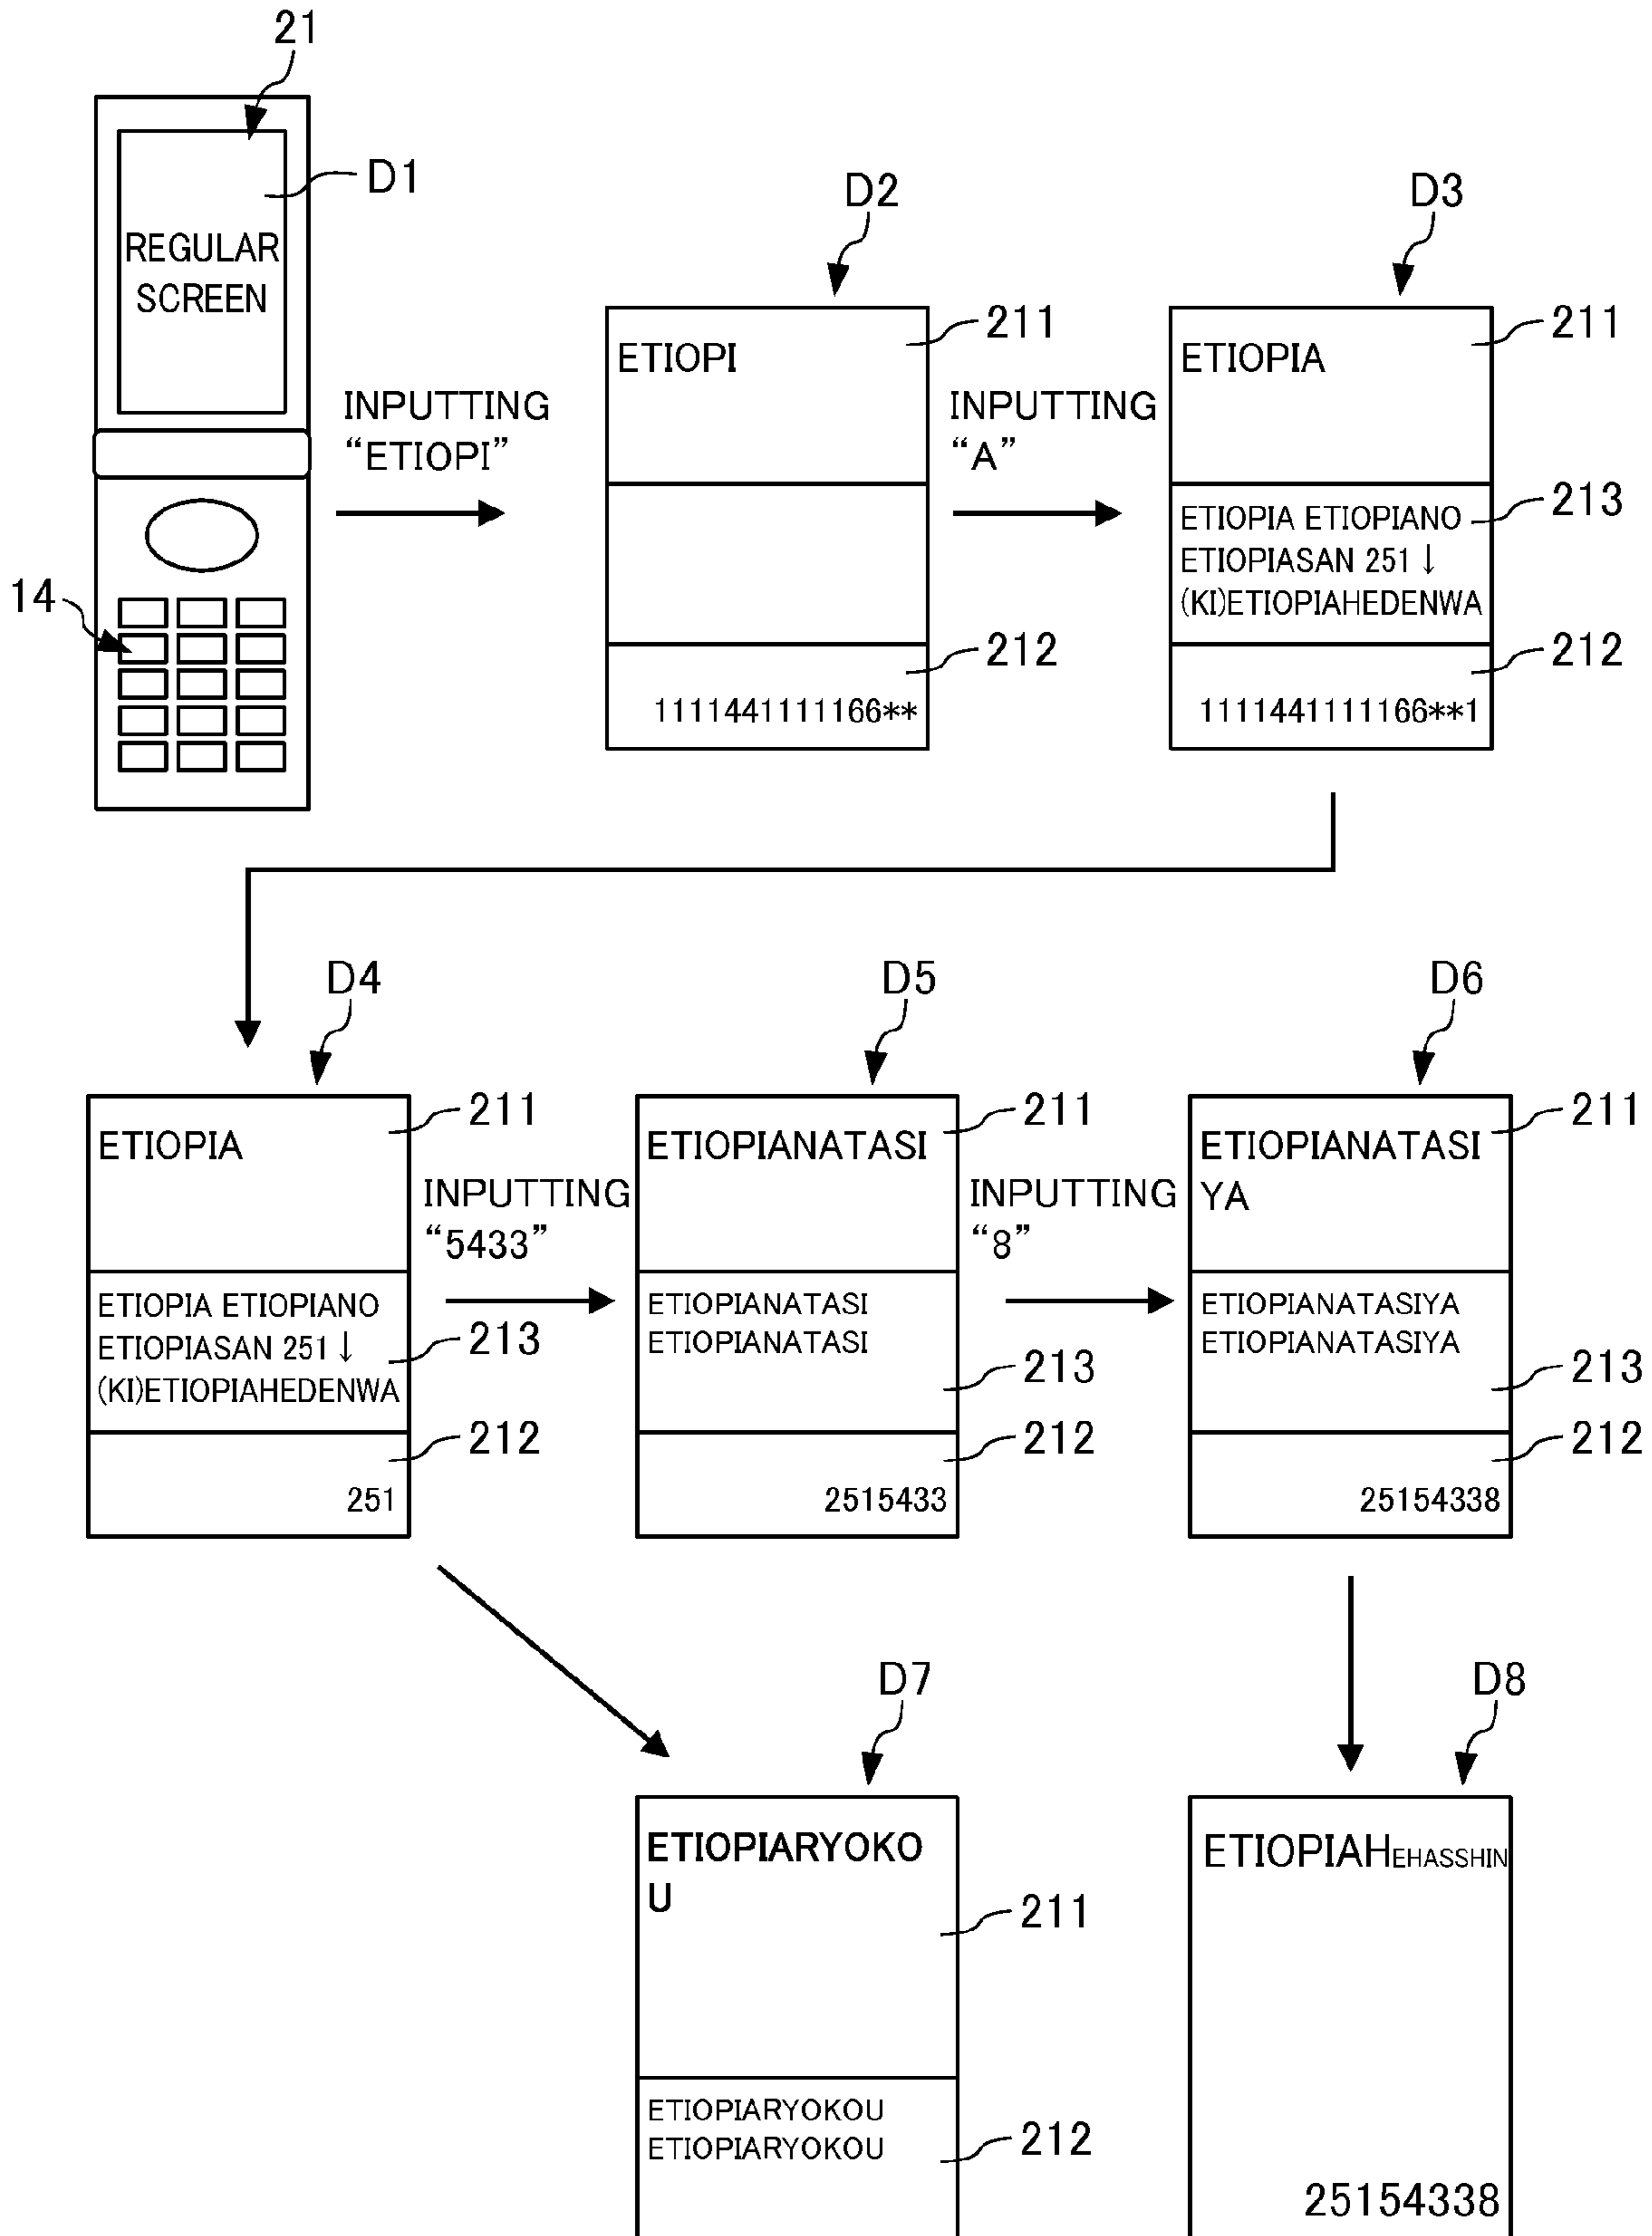 21
D1
REGULAR
SCREEN
14
INPUTTING
“ETIOPI”
D2
211
ETIOPI
212
1111441111166**
INPUTTING
“A”
D3
211
ETIOPIA
213
ETIOPIA ETIOPIANO
ETIOPIASAN 251↓
(KI)ETIOPIAHEDENWA
212
1111441111166**1
D4
211
ETIOPIA
ETIOPIA ETIOPIANO
ETIOPIASAN 251↓
213
(KI)ETIOPIAHEDENWA
212
251
INPUTTING
“5433”
D5
211
ETIOPIANATASI
ETIOPIANATASI
ETIOPIANATASI
213
212
2515433
INPUTTING
“8”
D6
211
ETIOPIANATASI
YA
ETIOPIANATASIYA
ETIOPIANATASIYA
213
212
25154338
D7
ETIOPIARYOKO
U
211
ETIOPIARYOKOU
ETIOPIARYOKOU
212
D8
ETIOPIAHEHASSHIN
25154338